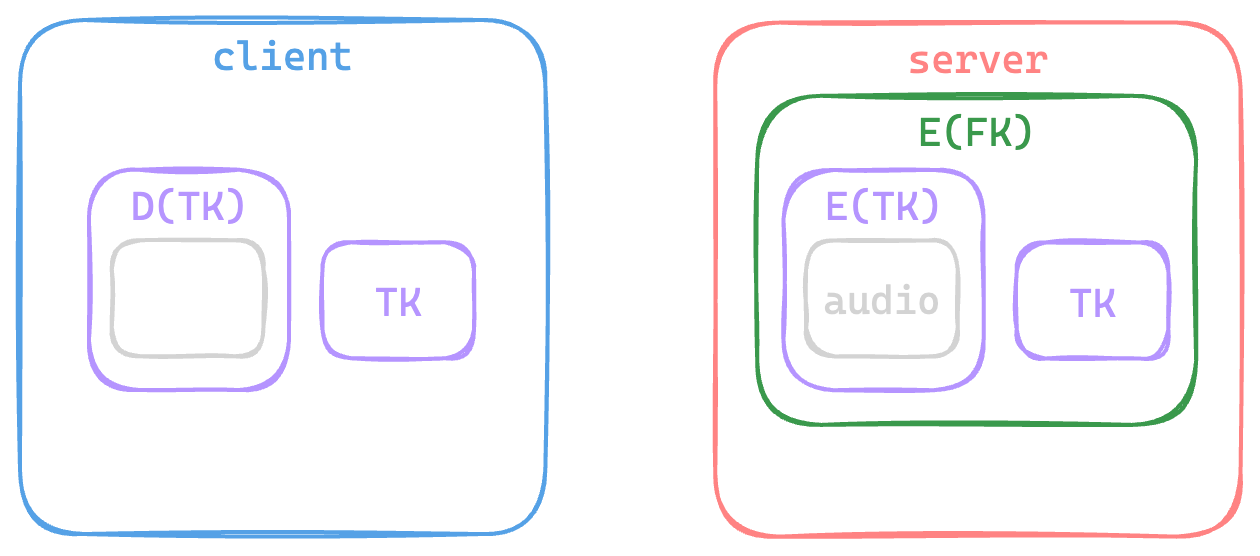 client
D(TK)
TK
server
E(FK)
E(TK)
audio
TK